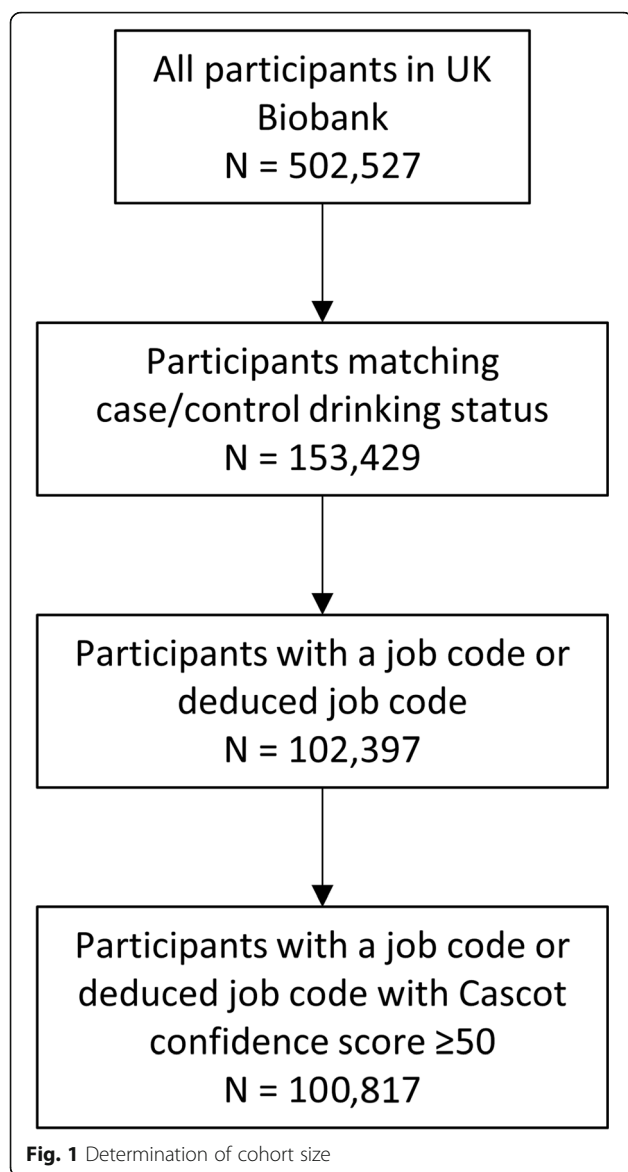 All participants in UK
Biobank
N = 502,527
Participants matching
case/control drinking status
N = 153,429
Participants with a job code or
deduced job code
N = 102,397
Participants with a job code or
deduced job code with Cascot
confidence score ≥50
N = 100,817
Fig. 1 Determination of cohort size